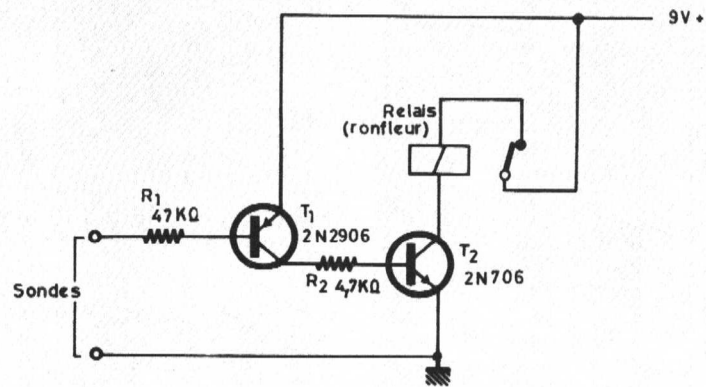 9V +
Relais
(ronfleur)
R1
47KΩ
T1
2N2906
T2
2N706
R2 4,7KΩ
Sondes